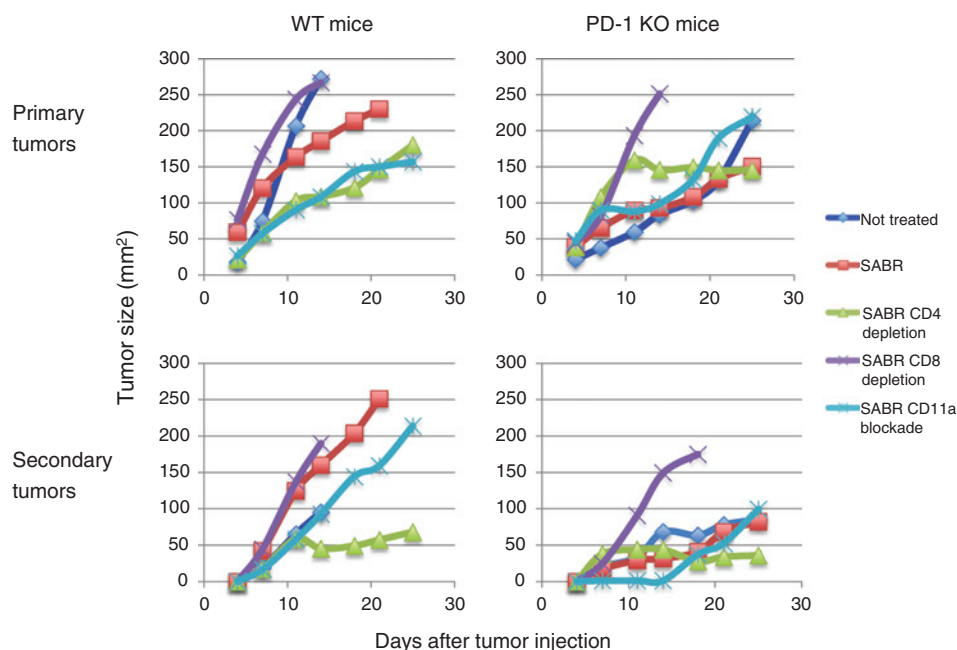 WT mice
PD-1 KO mice
Primary
tumors
Secondary
tumors
Tumor size (mm²)
300
250
200
150
100
50
0
0
10
20
30
300
250
200
150
100
50
0
0
10
20
30
300
250
200
150
100
50
0
0
10
20
30
300
250
200
150
100
50
0
0
10
20
30
Days after tumor injection
Not treated
SABR
SABR CD4
depletion
SABR CD8
depletion
SABR CD11a
blockade